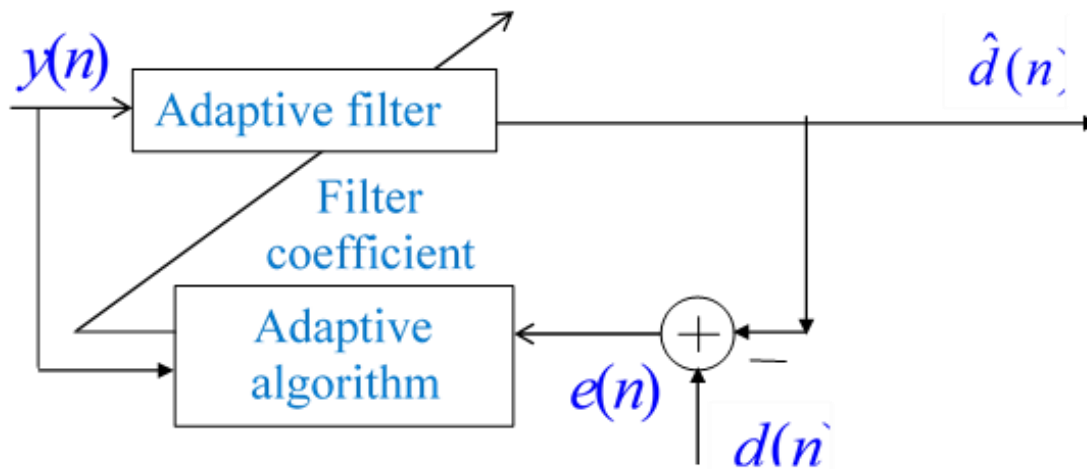 y(n)
d̂(n)
Adaptive filter
Filter
coefficient
Adaptive
algorithm
+
−
e(n)
d(n)